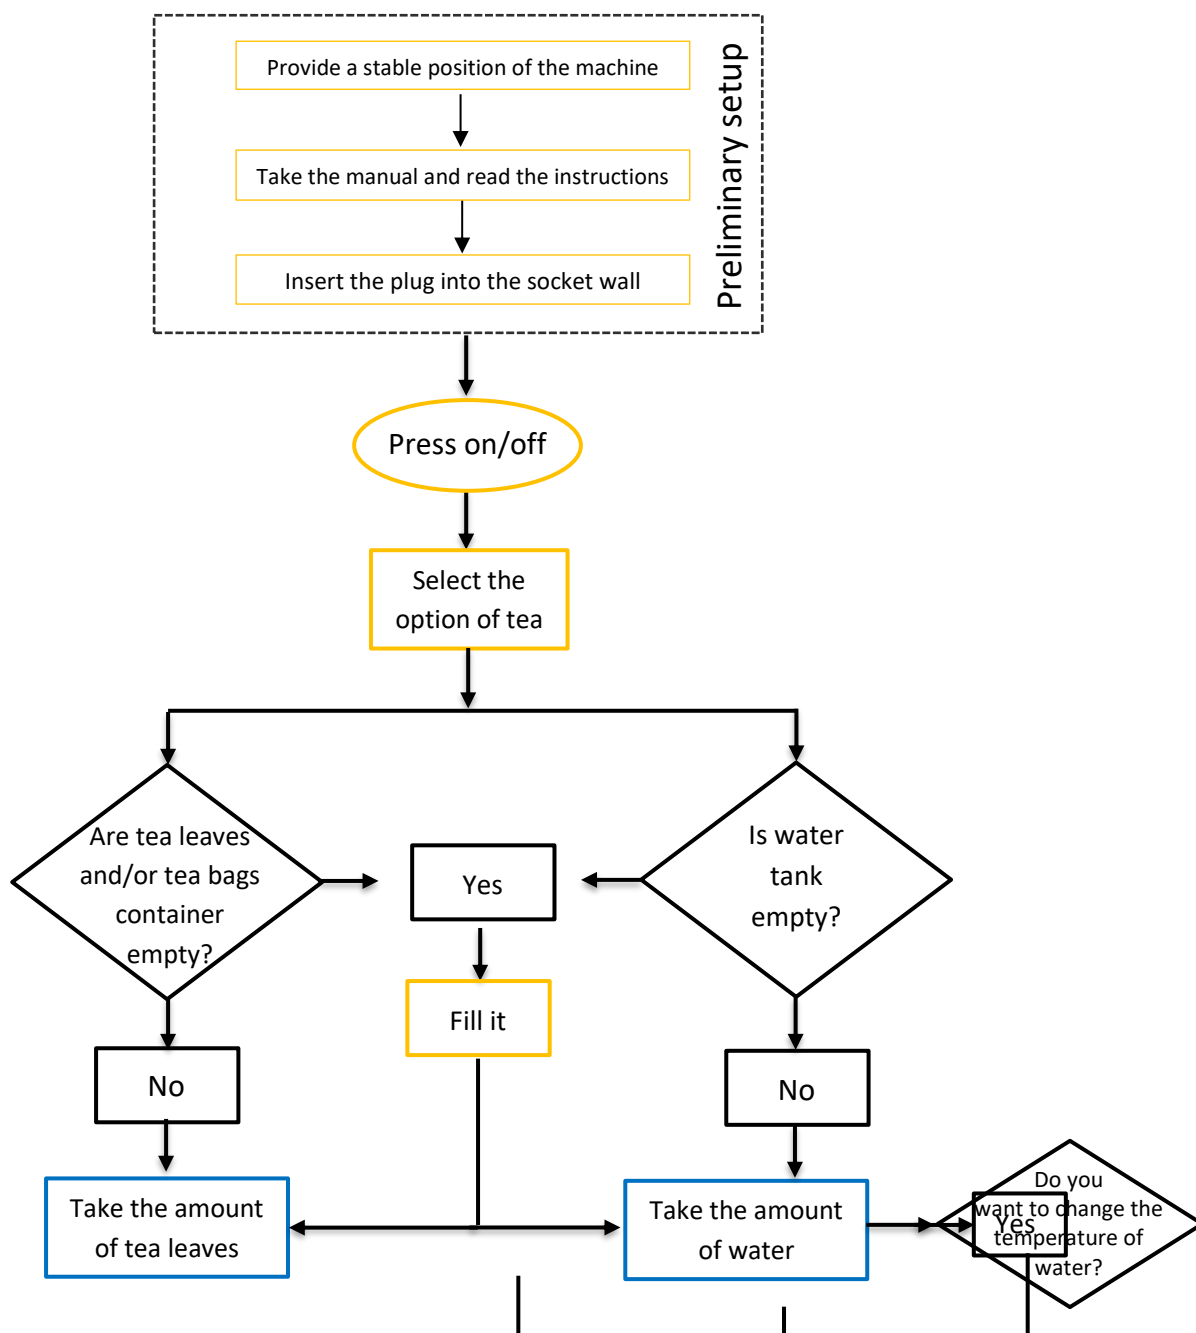 Provide a stable position of the machine
Take the manual and read the instructions
Insert the plug into the socket wall
Preliminary setup
Press on/off
Select the
option of tea
Are tea leaves
and/or tea bags
container
empty?
Yes
Is water
tank
empty?
Fill it
No
No
Take the amount
of tea leaves
Take the amount
of water
Do you
want to change the
temperature of
water?
Yes